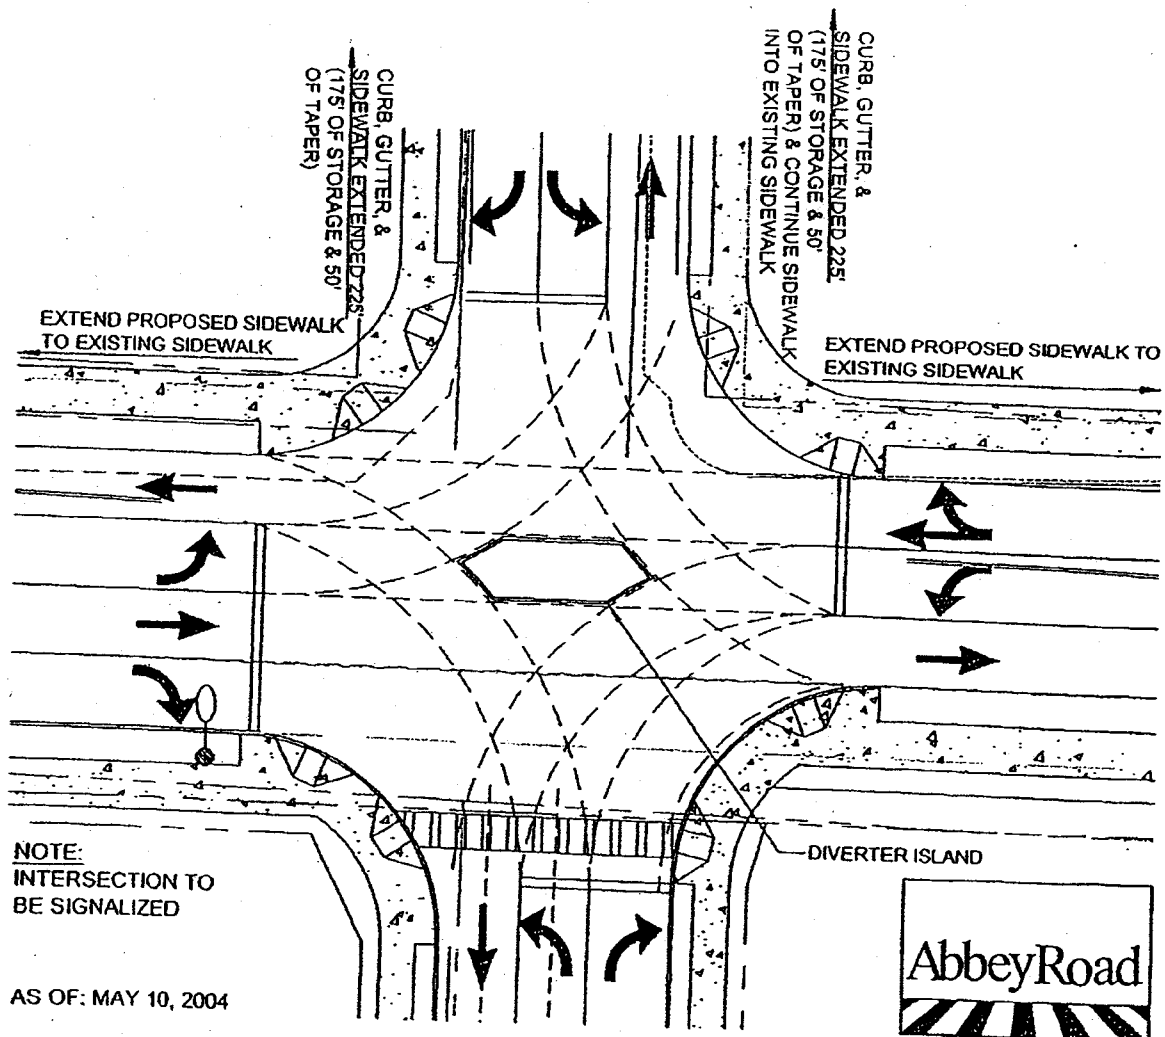 CURB, GUTTER, &
SIDEWALK EXTENDED 225'
(175' OF STORAGE & 50'
OF TAPER)
CURB, GUTTER, &
SIDEWALK EXTENDED 225'
(175' OF STORAGE & 50'
OF TAPER) & CONTINUE SIDEWALK
INTO EXISTING SIDEWALK
EXTEND PROPOSED SIDEWALK
TO EXISTING SIDEWALK
EXTEND PROPOSED SIDEWALK TO
EXISTING SIDEWALK
DIVERTER ISLAND
NOTE:
INTERSECTION TO
BE SIGNALIZED
AS OF: MAY 10, 2004
AbbeyRoad